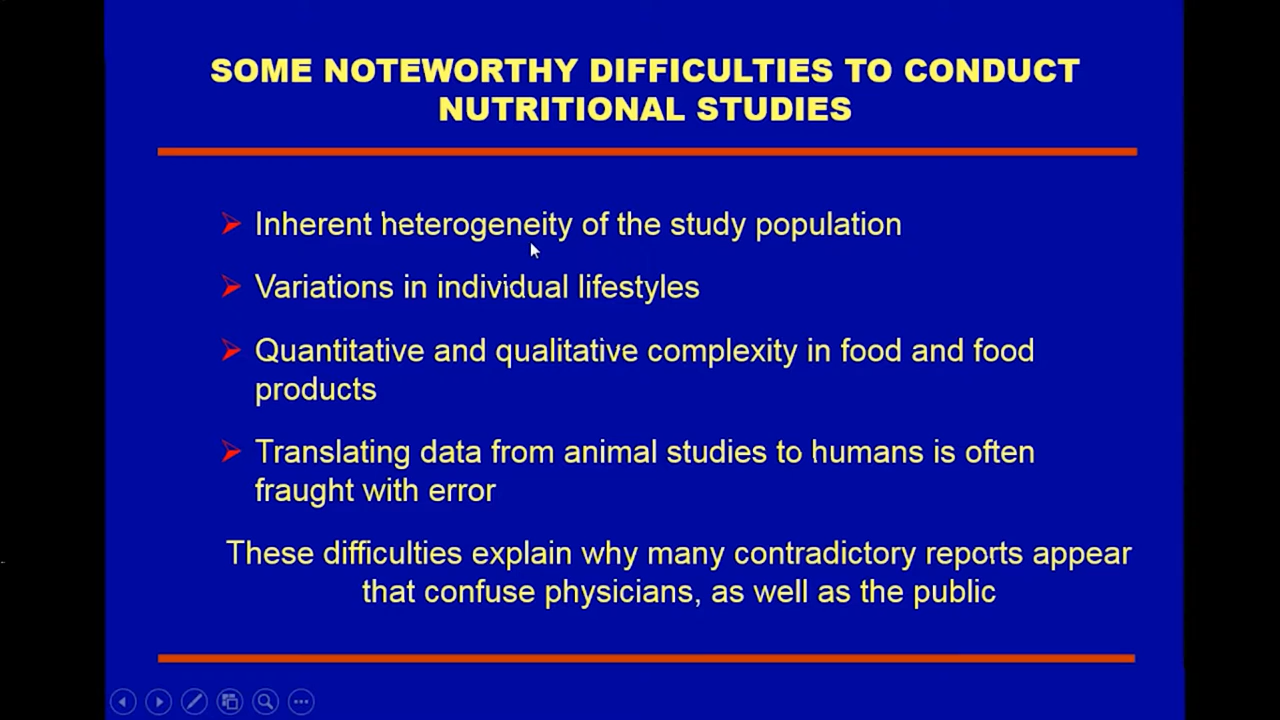 SOME NOTEWORTHY DIFFICULTIES TO CONDUCT
NUTRITIONAL STUDIES
Inherent heterogeneity of the study population
Variations in individual lifestyles
Quantitative and qualitative complexity in food and food
products
Translating data from animal studies to humans is often
fraught with error
These difficulties explain why many contradictory reports appear
that confuse physicians, as well as the public